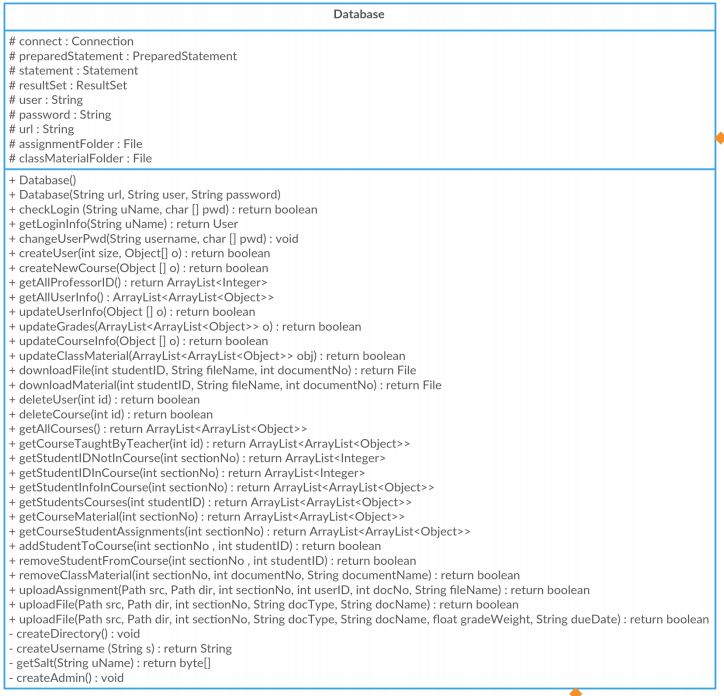 Database
# connect : Connection
# preparedStatement : PreparedStatement
# statement : Statement
# resultSet : ResultSet
# user : String
# password : String
# url : String
# assignmentFolder : File
# classMaterialFolder : File
+ Database()
+ Database(String url, String user, String password)
+ checkLogin (String uName, char [] pwd) : return boolean
+ getLoginInfo(String uName) : return User
+ changeUserPwd(String username, char [] pwd) : void
+ createUser(int size, Object[] o) : return boolean
+ createNewCourse(Object [] o) : return boolean
+ getAllProfessorID() : return ArrayList<Integer>
+ getAllUserInfo() : ArrayList<ArrayList<Object>>
+ updateUserInfo(Object [] o) : return boolean
+ updateGrades(ArrayList<ArrayList<Object>> o) : return boolean
+ updateCourseInfo(Object [] o) : return boolean
+ updateClassMaterial(ArrayList<ArrayList<Object>> obj) : return boolean
+ downloadFile(int studentID, String fileName, int documentNo) : return File
+ downloadMaterial(int studentID, String fileName, int documentNo) : return File
+ deleteUser(int id) : return boolean
+ deleteCourse(int id) : return boolean
+ getAllCourses() : return ArrayList<ArrayList<Object>>
+ getCourseTaughtByTeacher(int id) : return ArrayList<ArrayList<Object>>
+ getStudentIDNotInCourse(int sectionNo) : return ArrayList<Integer>
+ getStudentIDInCourse(int sectionNo) : return ArrayList<Integer>
+ getStudentInfoInCourse(int sectionNo) : return ArrayList<ArrayList<Object>>
+ getStudentsCourses(int studentID) : return ArrayList<ArrayList<Object>>
+ getCourseMaterial(int sectionNo) : return ArrayList<ArrayList<Object>>
+ getCourseStudentAssignments(int sectionNo) : return ArrayList<ArrayList<Object>>
+ addStudentToCourse(int sectionNo , int studentID) : return boolean
+ removeStudentFromCourse(int sectionNo , int studentID) : return boolean
+ removeClassMaterial(int sectionNo, int documentNo, String documentName) : return boolean
+ uploadAssignment(Path src, Path dir, int sectionNo, int userID, int docNo, String fileName) : return boolean
+ uploadFile(Path src, Path dir, int sectionNo, String docType, String docName) : return boolean
+ uploadFile(Path src, Path dir, int sectionNo, String docType, String docName, float gradeWeight, String dueDate) : return boolean
- createDirectory() : void
- createUsername (String s) : return String
- getSalt(String uName) : return byte[]
- createAdmin() : void